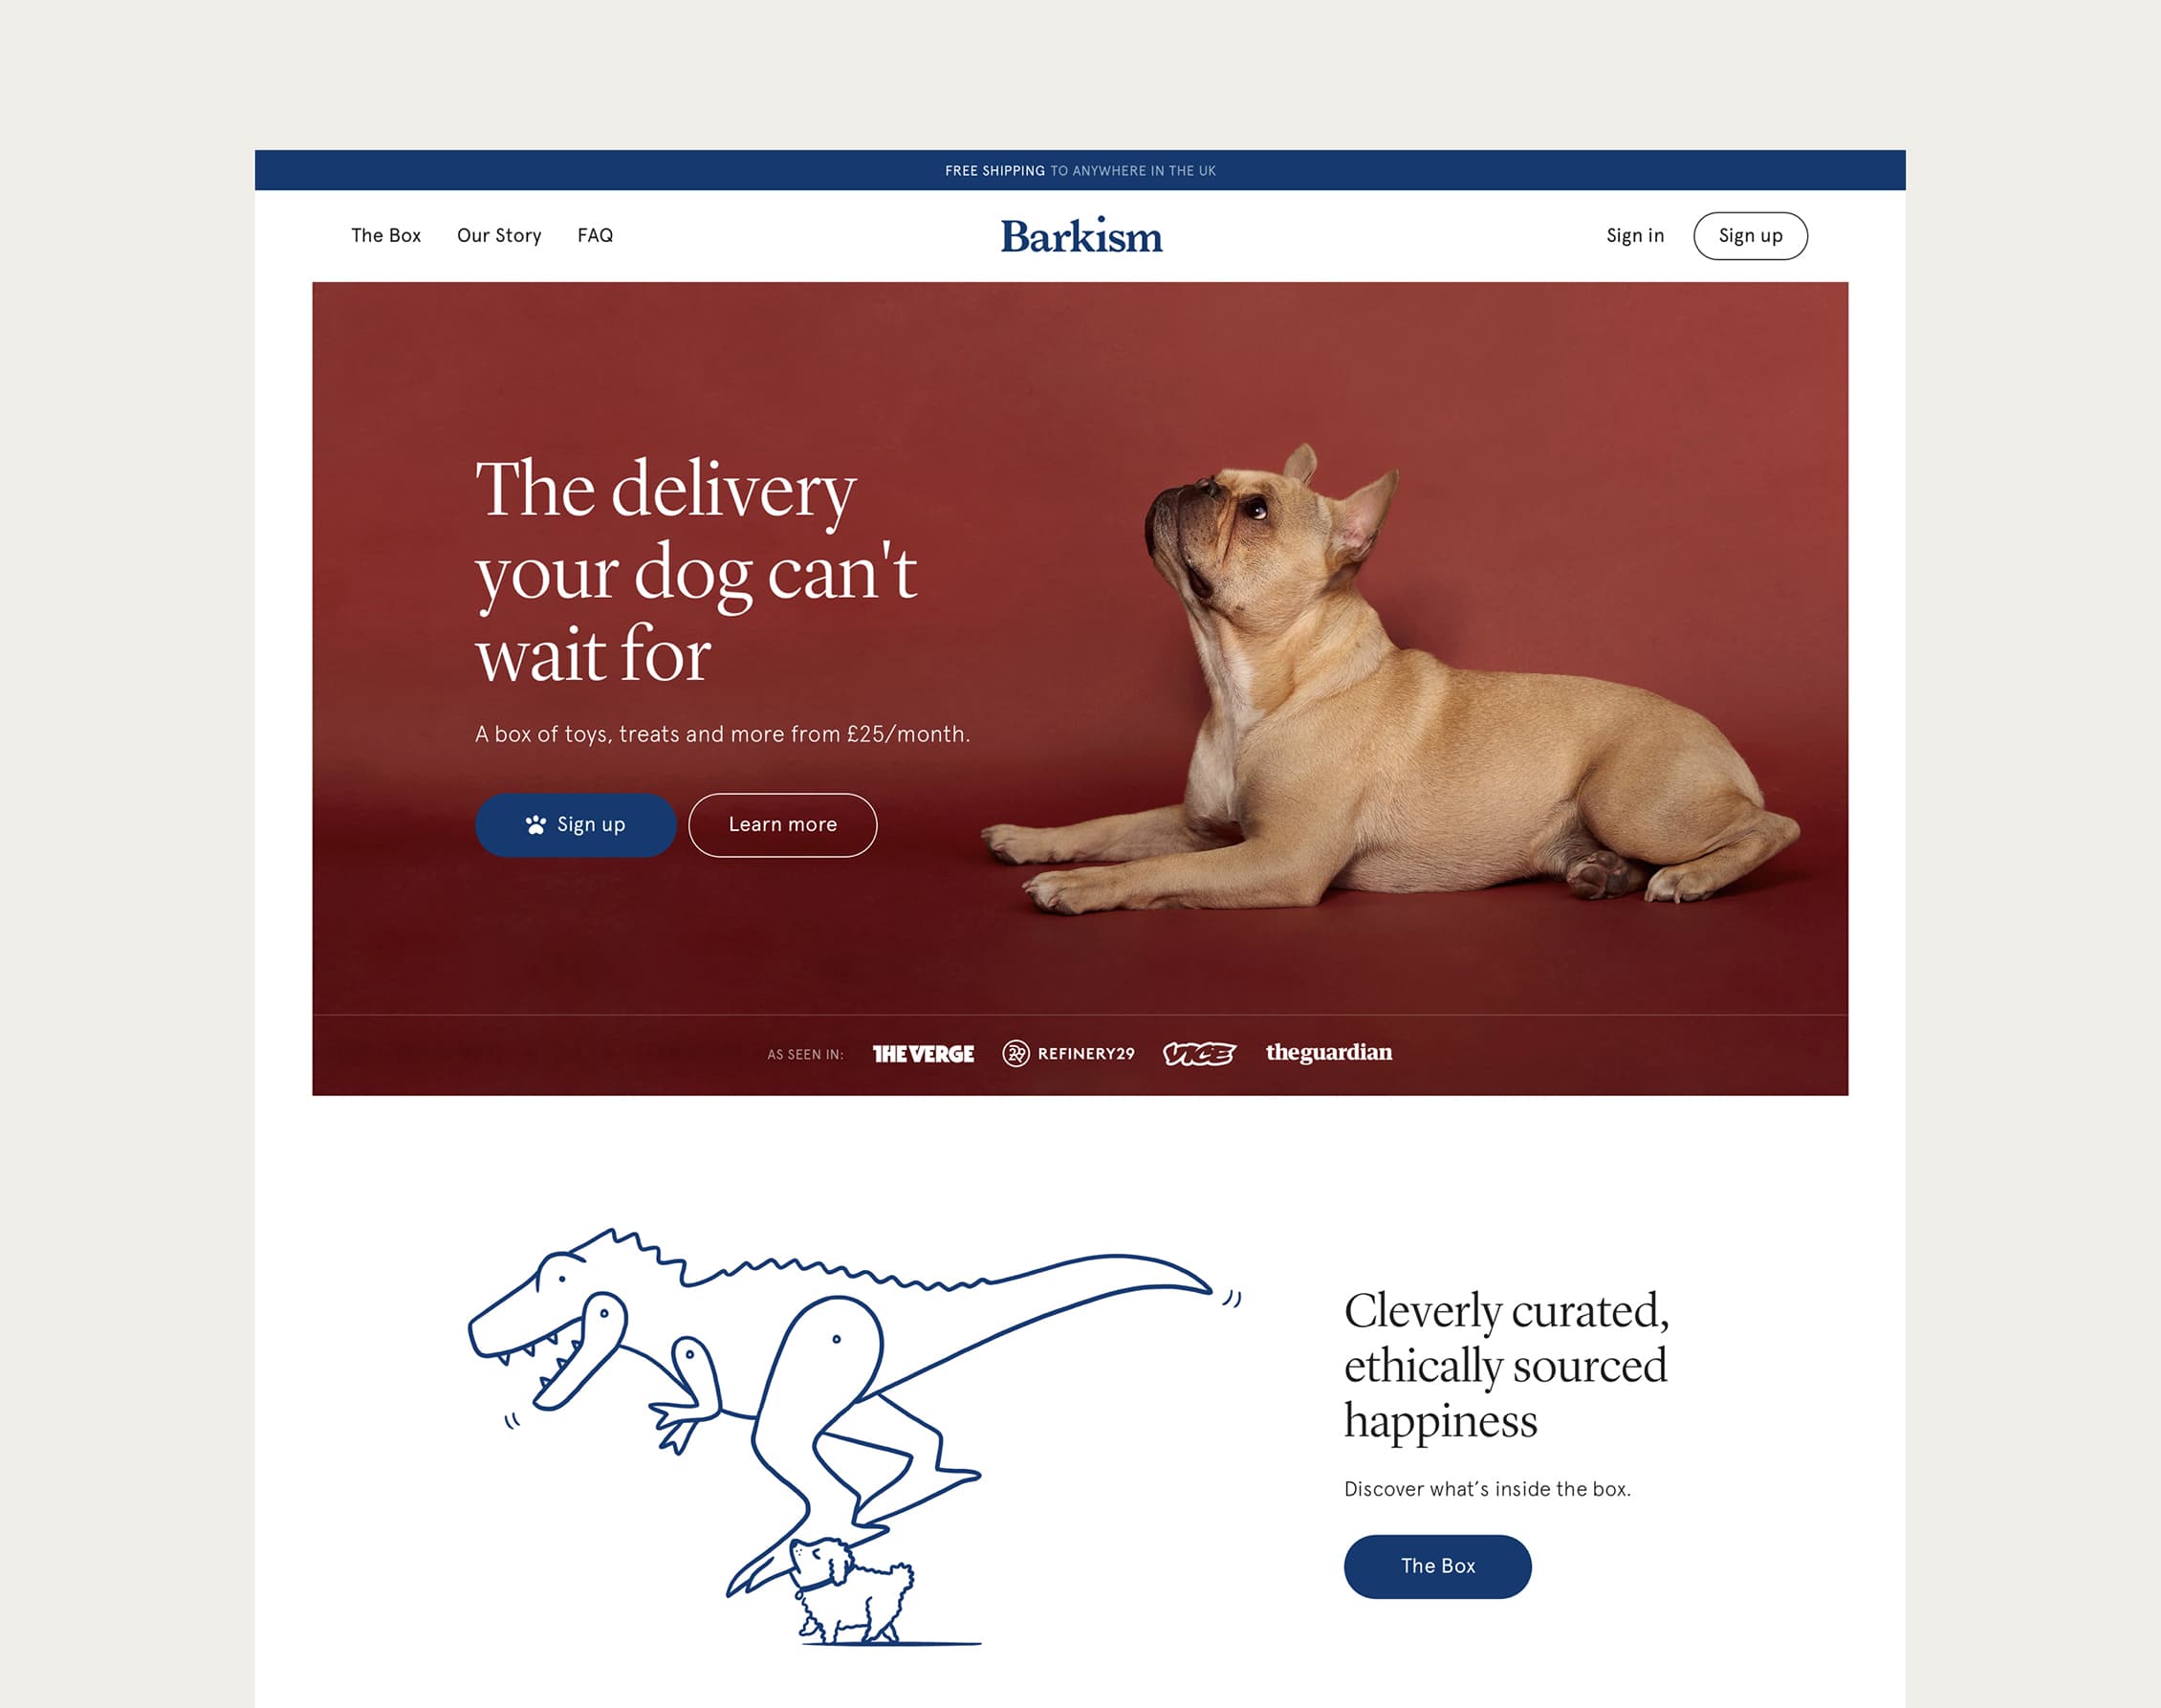 FREE SHIPPING TO ANYWHERE IN THE UK
The Box Our Story FAQ Barkism Sign in Sign up
The delivery
your dog can't
wait for
A box of toys, treats and more from £25/month.
Sign up Learn more
AS SEEN IN: THE VERGE 29 REFINERY29 VICE theguardian
Cleverly curated,
ethically sourced
happiness
Discover what’s inside the box.
The Box